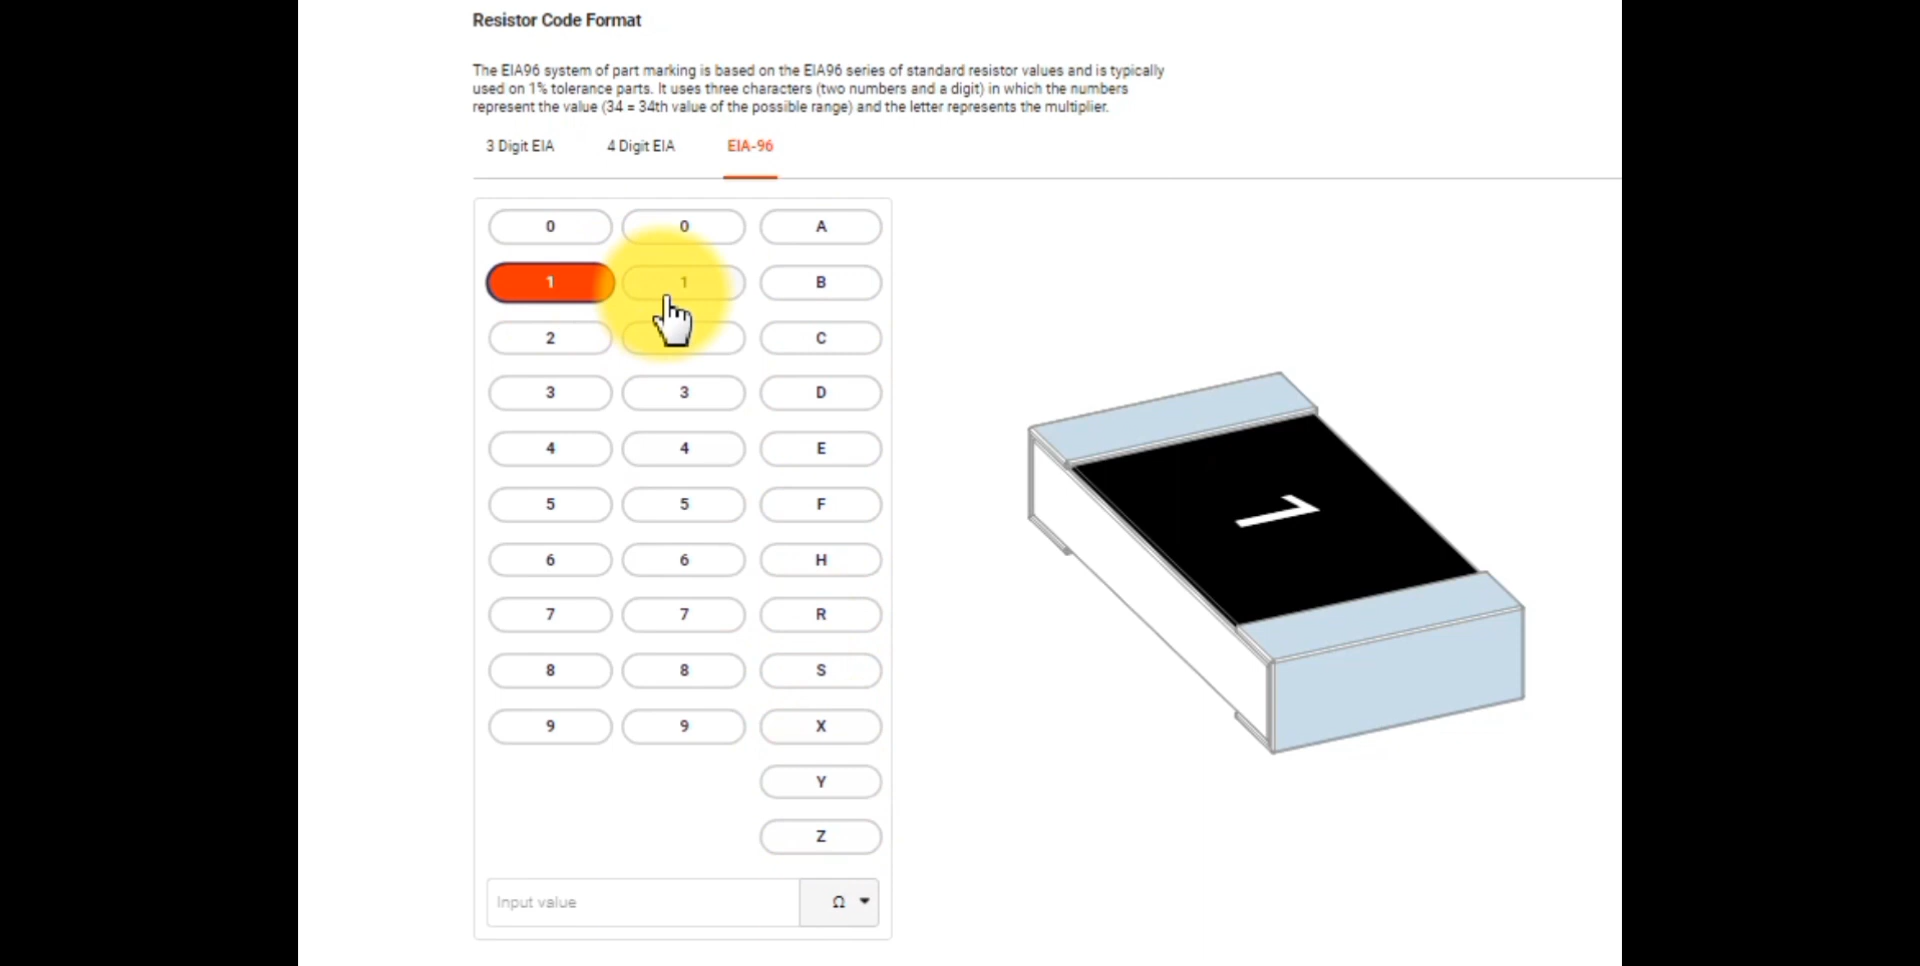 Resistor Code Format
The EIA96 system of part marking is based on the EIA96 series of standard resistor values and is typically
used on 1% tolerance parts. It uses three characters (two numbers and a digit) in which the numbers
represent the value (34 = 34th value of the possible range) and the letter represents the multiplier.
3 Digit EIA 4 Digit EIA EIA-96
0 0 A
1 1 B
2 C
3 3 D
4 4 E
5 5 F
6 6 H
7 7 R
8 8 S
9 9 X
Y
Z
Input value Ω
1